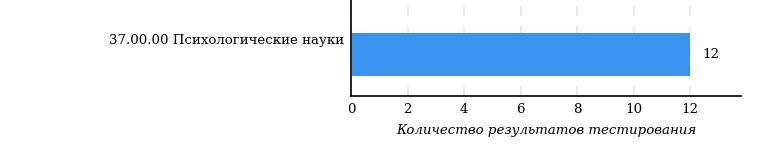 37.00.00 Психологические науки
12
0 2 4 6 8 10 12
Количество результатов тестирования